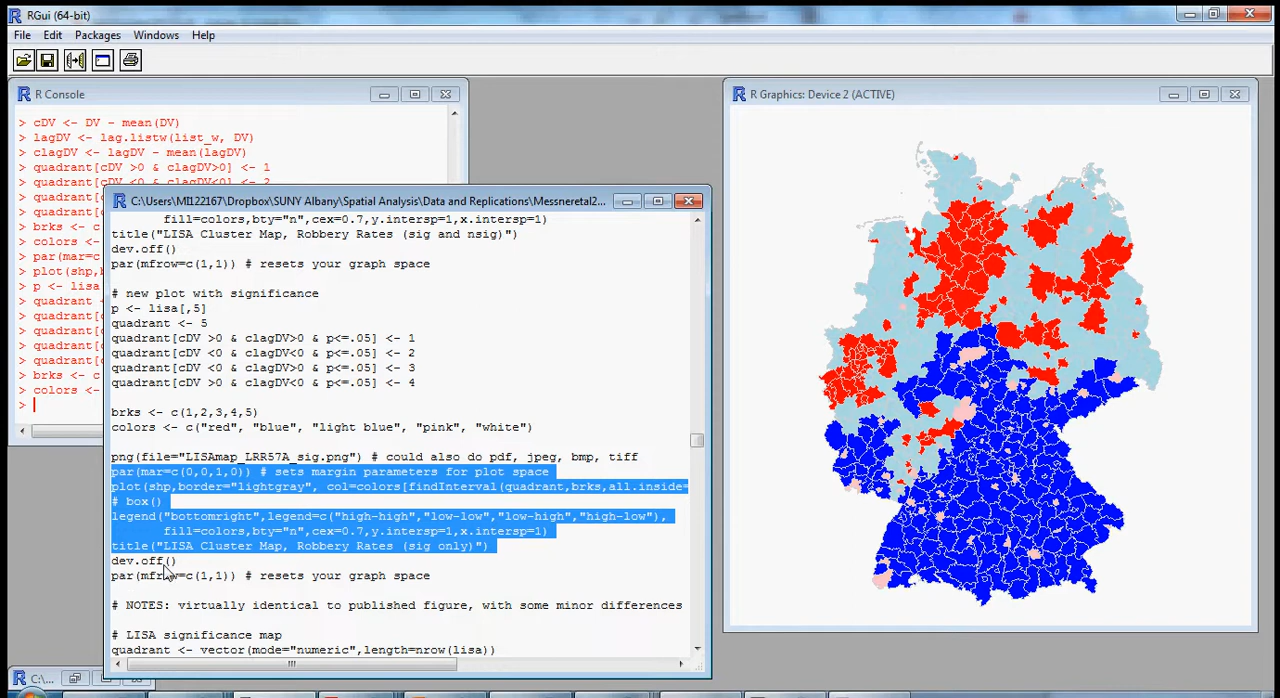 RGui (64-bit)
File Edit Packages Windows Help
R Console
> cDV <- DV - mean(DV)
> lagDV <- lag.listw(list_w, DV)
> clagDV <- lagDV - mean(lagDV)
> quadrant[cDV >0 & clagDV>0] <- 1
> quadrant[cDV <0 & clagDV<0] <- 2
> quadrant
> quadrant
> brks <-
> colors <-
> par(mar=c
> plot(shp,b
> p <- lisa
> quadrant <
> quadrant[
> quadrant[
> quadrant[
> quadrant[
> brks <- c
> colors <-
>
C:\Users\MI122167\Dropbox\SUNY Albany\Spatial Analysis\Data and Replications\Messneretal2...
fill=colors,bty="n",cex=0.7,y.intersp=1,x.intersp=1)
title("LISA Cluster Map, Robbery Rates (sig and nsig)")
dev.off()
par(mfrow=c(1,1)) # resets your graph space
# new plot with significance
p <- lisa[,5]
quadrant <- 5
quadrant[cDV >0 & clagDV>0 & p<=.05] <- 1
quadrant[cDV <0 & clagDV<0 & p<=.05] <- 2
quadrant[cDV <0 & clagDV>0 & p<=.05] <- 3
quadrant[cDV >0 & clagDV<0 & p<=.05] <- 4
brks <- c(1,2,3,4,5)
colors <- c("red", "blue", "light blue", "pink", "white")
png(file="LISAmap_LRR57A_sig.png") # could also do pdf, jpeg, bmp, tiff
par(mar=c(0,0,1,0)) # sets margin parameters for plot space
plot(shp,border="lightgray", col=colors[findInterval(quadrant,brks,all.inside=
# box()
legend("bottomright",legend=c("high-high","low-low","low-high","high-low"),
fill=colors,bty="n",cex=0.7,y.intersp=1,x.intersp=1)
title("LISA Cluster Map, Robbery Rates (sig only)")
dev.off()
par(mfrow=c(1,1)) # resets your graph space
# NOTES: virtually identical to published figure, with some minor differences
# LISA significance map
quadrant <- vector(mode="numeric",length=nrow(lisa))
R Graphics: Device 2 (ACTIVE)
C:\...